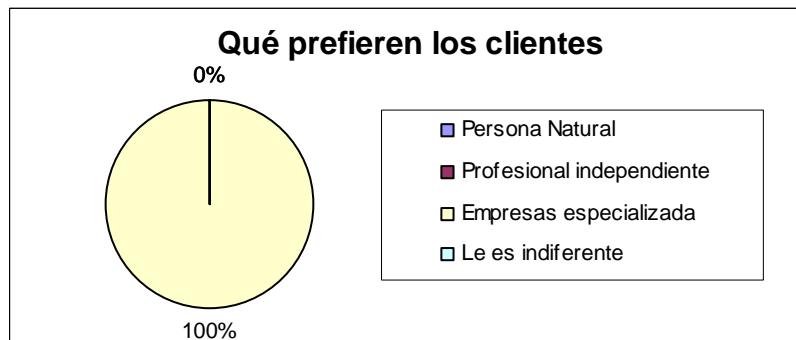 Qué prefieren los clientes
0%
Persona Natural
Profesional independiente
Empresas especializada
Le es indiferente
100%